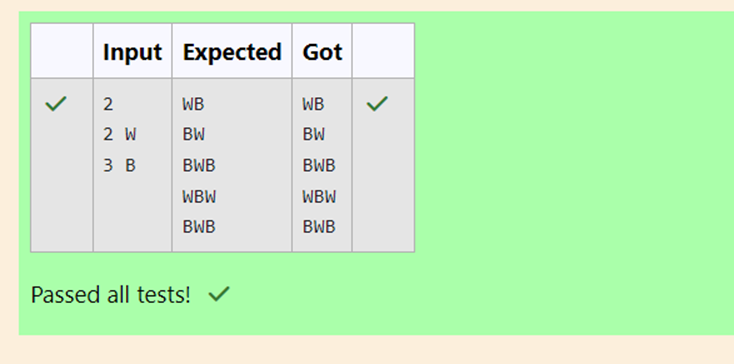 Input Expected Got
2 WB WB
2 W BW BW
3 B BWB BWB
WBW WBW
BWB BWB
Passed all tests!